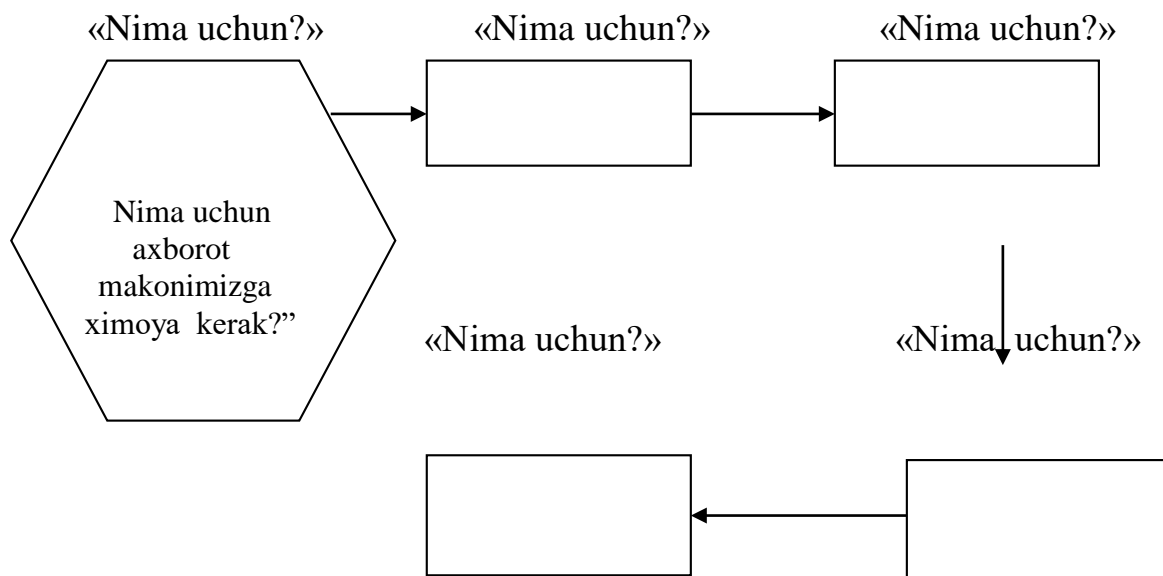 «Nima uchun?» «Nima uchun?» «Nima uchun?»
Nima uchun
axborot
makonimizga
ximoya kerak?”
«Nima uchun?» «Nima uchun?»